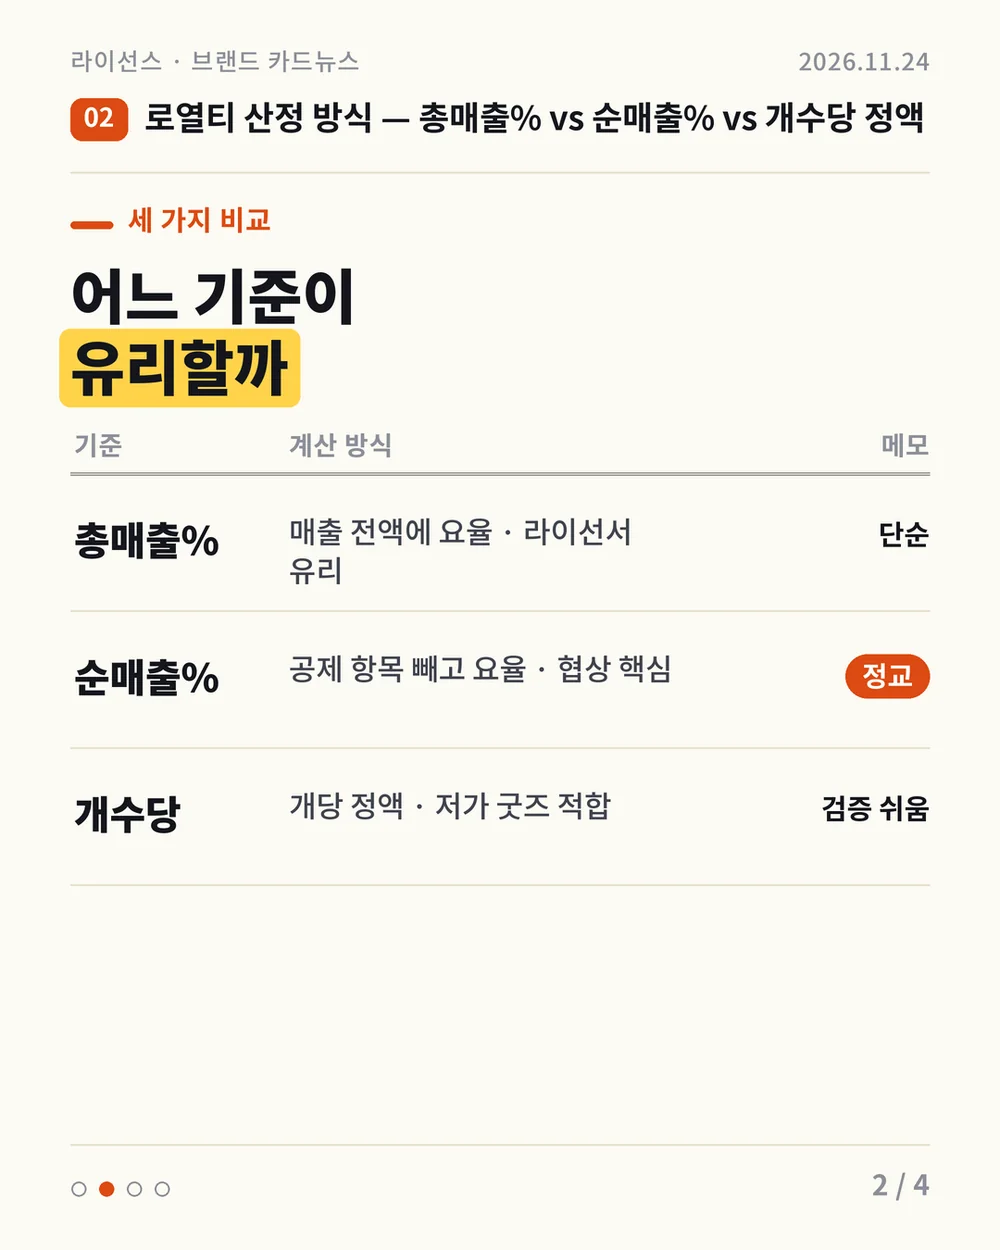 라이선스 · 브랜드 카드뉴스
2026.11.24
02 로열티 산정 방식 — 총매출% vs 순매출% vs 개수당 정액
세 가지 비교
어느 기준이
유리할까
기준 계산 방식 메모
총매출% 매출 전액에 요율 · 라이선서 단순
유리
순매출% 공제 항목 빼고 요율 · 협상 핵심 정교
개수당 개당 정액 · 저가 굿즈 적합 검증 쉬움
2 / 4